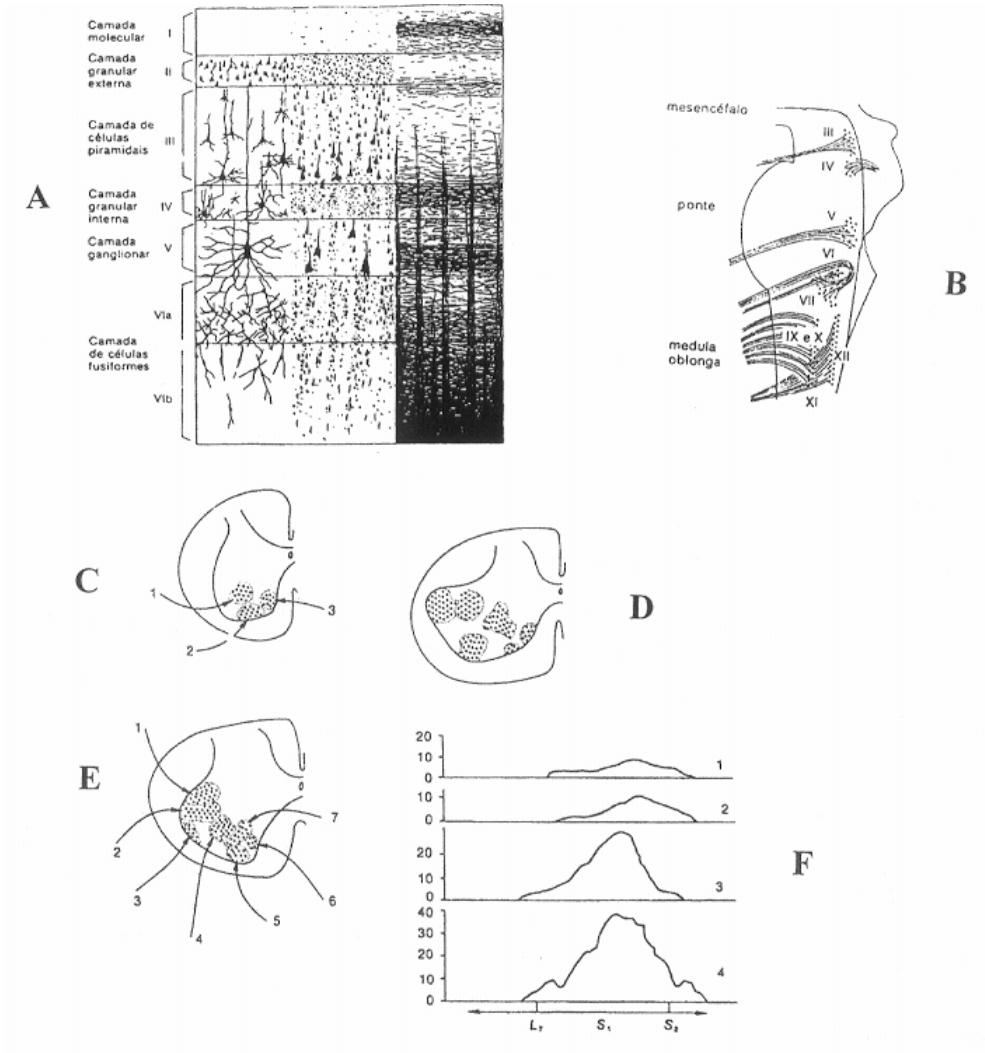 Camada
molecular
I
Camada
granular
externa
II
Camada de
células
piramidais
III
Camada
granular
interna
IV
Camada
ganglionar
V
VIa
Camada
de células
fusiformes
VIb
A
mesencéfalo
III
IV
ponte
V
VI
VII
medula
oblonga
IX e X
XII
XI
B
C
1
2
3
D
E
1
2
3
4
5
6
7
20
10
0
1
10
0
2
20
10
0
3
40
30
20
10
0
4
L₇
S₁
S₂
F